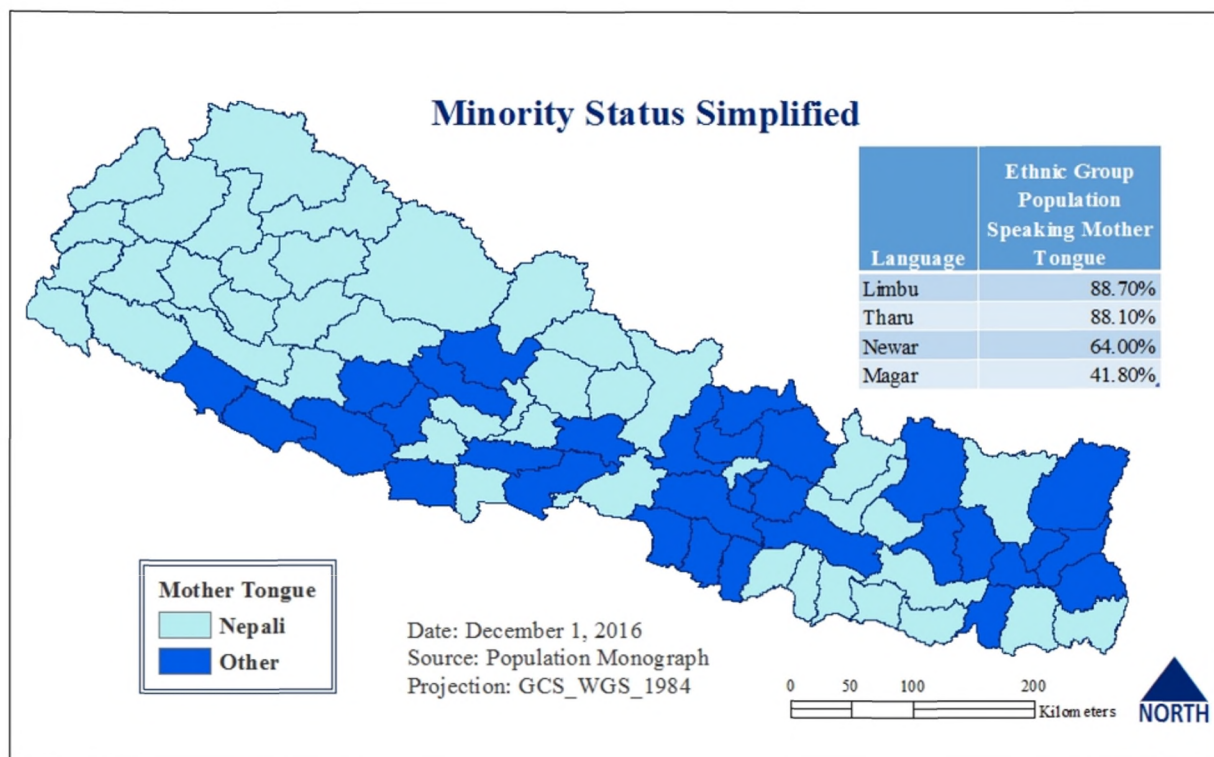 Minority Status Simplified
Language
Ethnic Group
Population
Speaking Mother
Tongue
Limbu 88.70%
Tharu 88.10%
Newar 64.00%
Magar 41.80%
Mother Tongue
Nepali
Other
Date: December 1, 2016
Source: Population Monograph
Projection: GCS_WGS_1984
0 50 100 200
Kilometers
NORTH